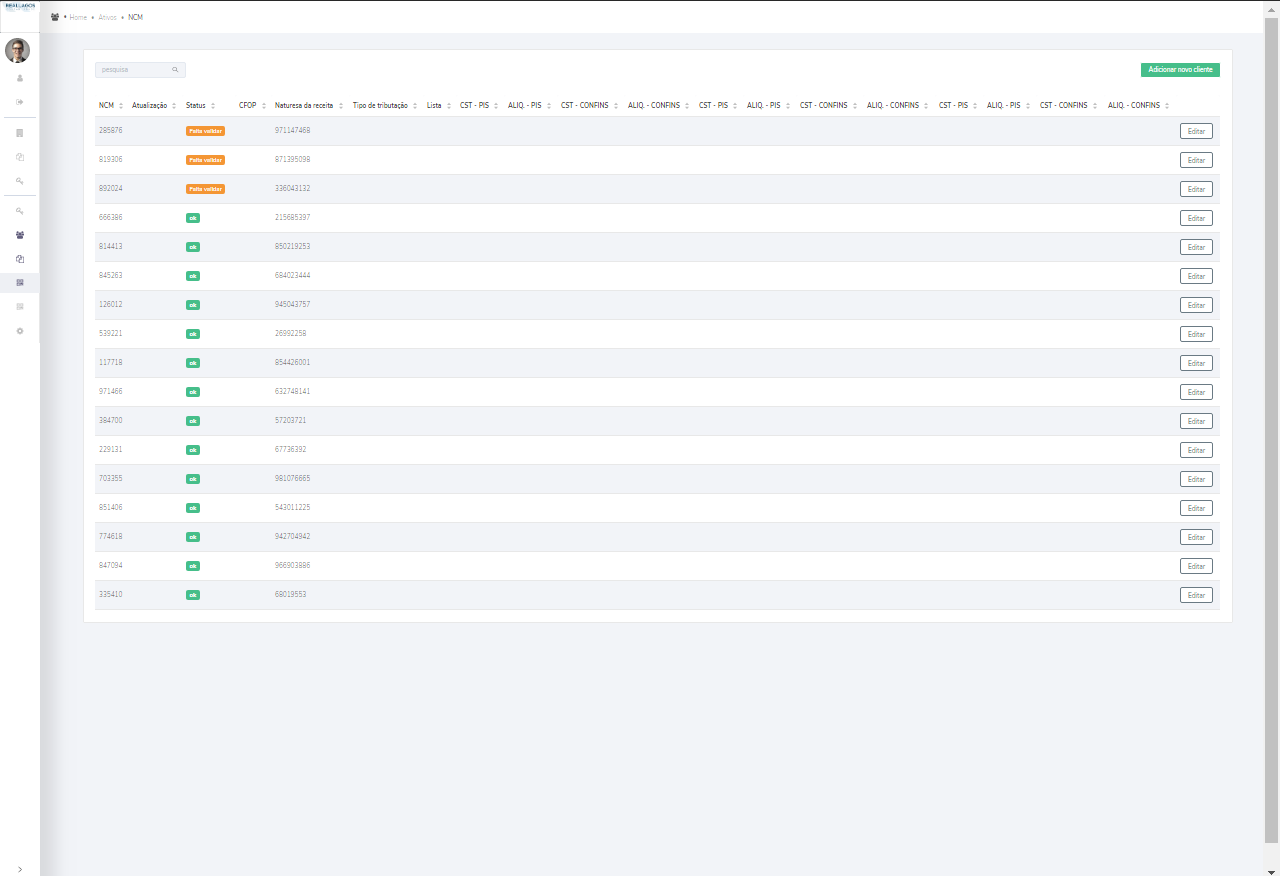 REALLAGOS
• Home • Ativos • NCM
pesquisa
Adicionar novo cliente
NCM Atualização Status CFOP Naturesa da receita Tipo de tributação Lista CST - PIS ALIQ. - PIS CST - CONFINS ALIQ. - CONFINS CST - PIS ALIQ. - PIS CST - CONFINS ALIQ. - CONFINS CST - PIS ALIQ. - PIS CST - CONFINS ALIQ. - CONFINS
285876 Falta validar 971147468 Editar
819306 Falta validar 871395098 Editar
892024 Falta validar 336043132 Editar
666386 ok 215685397 Editar
814413 ok 850219253 Editar
845263 ok 684023444 Editar
126012 ok 945043757 Editar
539221 ok 26992258 Editar
117718 ok 854426001 Editar
971466 ok 632748141 Editar
384700 ok 57203721 Editar
229131 ok 67736392 Editar
703355 ok 981076665 Editar
851406 ok 543011225 Editar
774618 ok 942704942 Editar
847094 ok 966903886 Editar
335410 ok 68019553 Editar